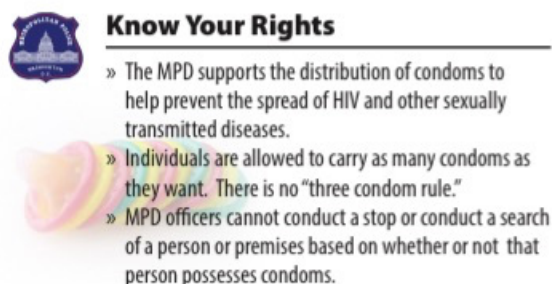 METROPOLITAN POLICE
WASHINGTON
D.C.
Know Your Rights
» The MPD supports the distribution of condoms to
help prevent the spread of HIV and other sexually
transmitted diseases.
» Individuals are allowed to carry as many condoms as
they want.  There is no “three condom rule.”
» MPD officers cannot conduct a stop or conduct a search
of a person or premises based on whether or not  that
person possesses condoms.